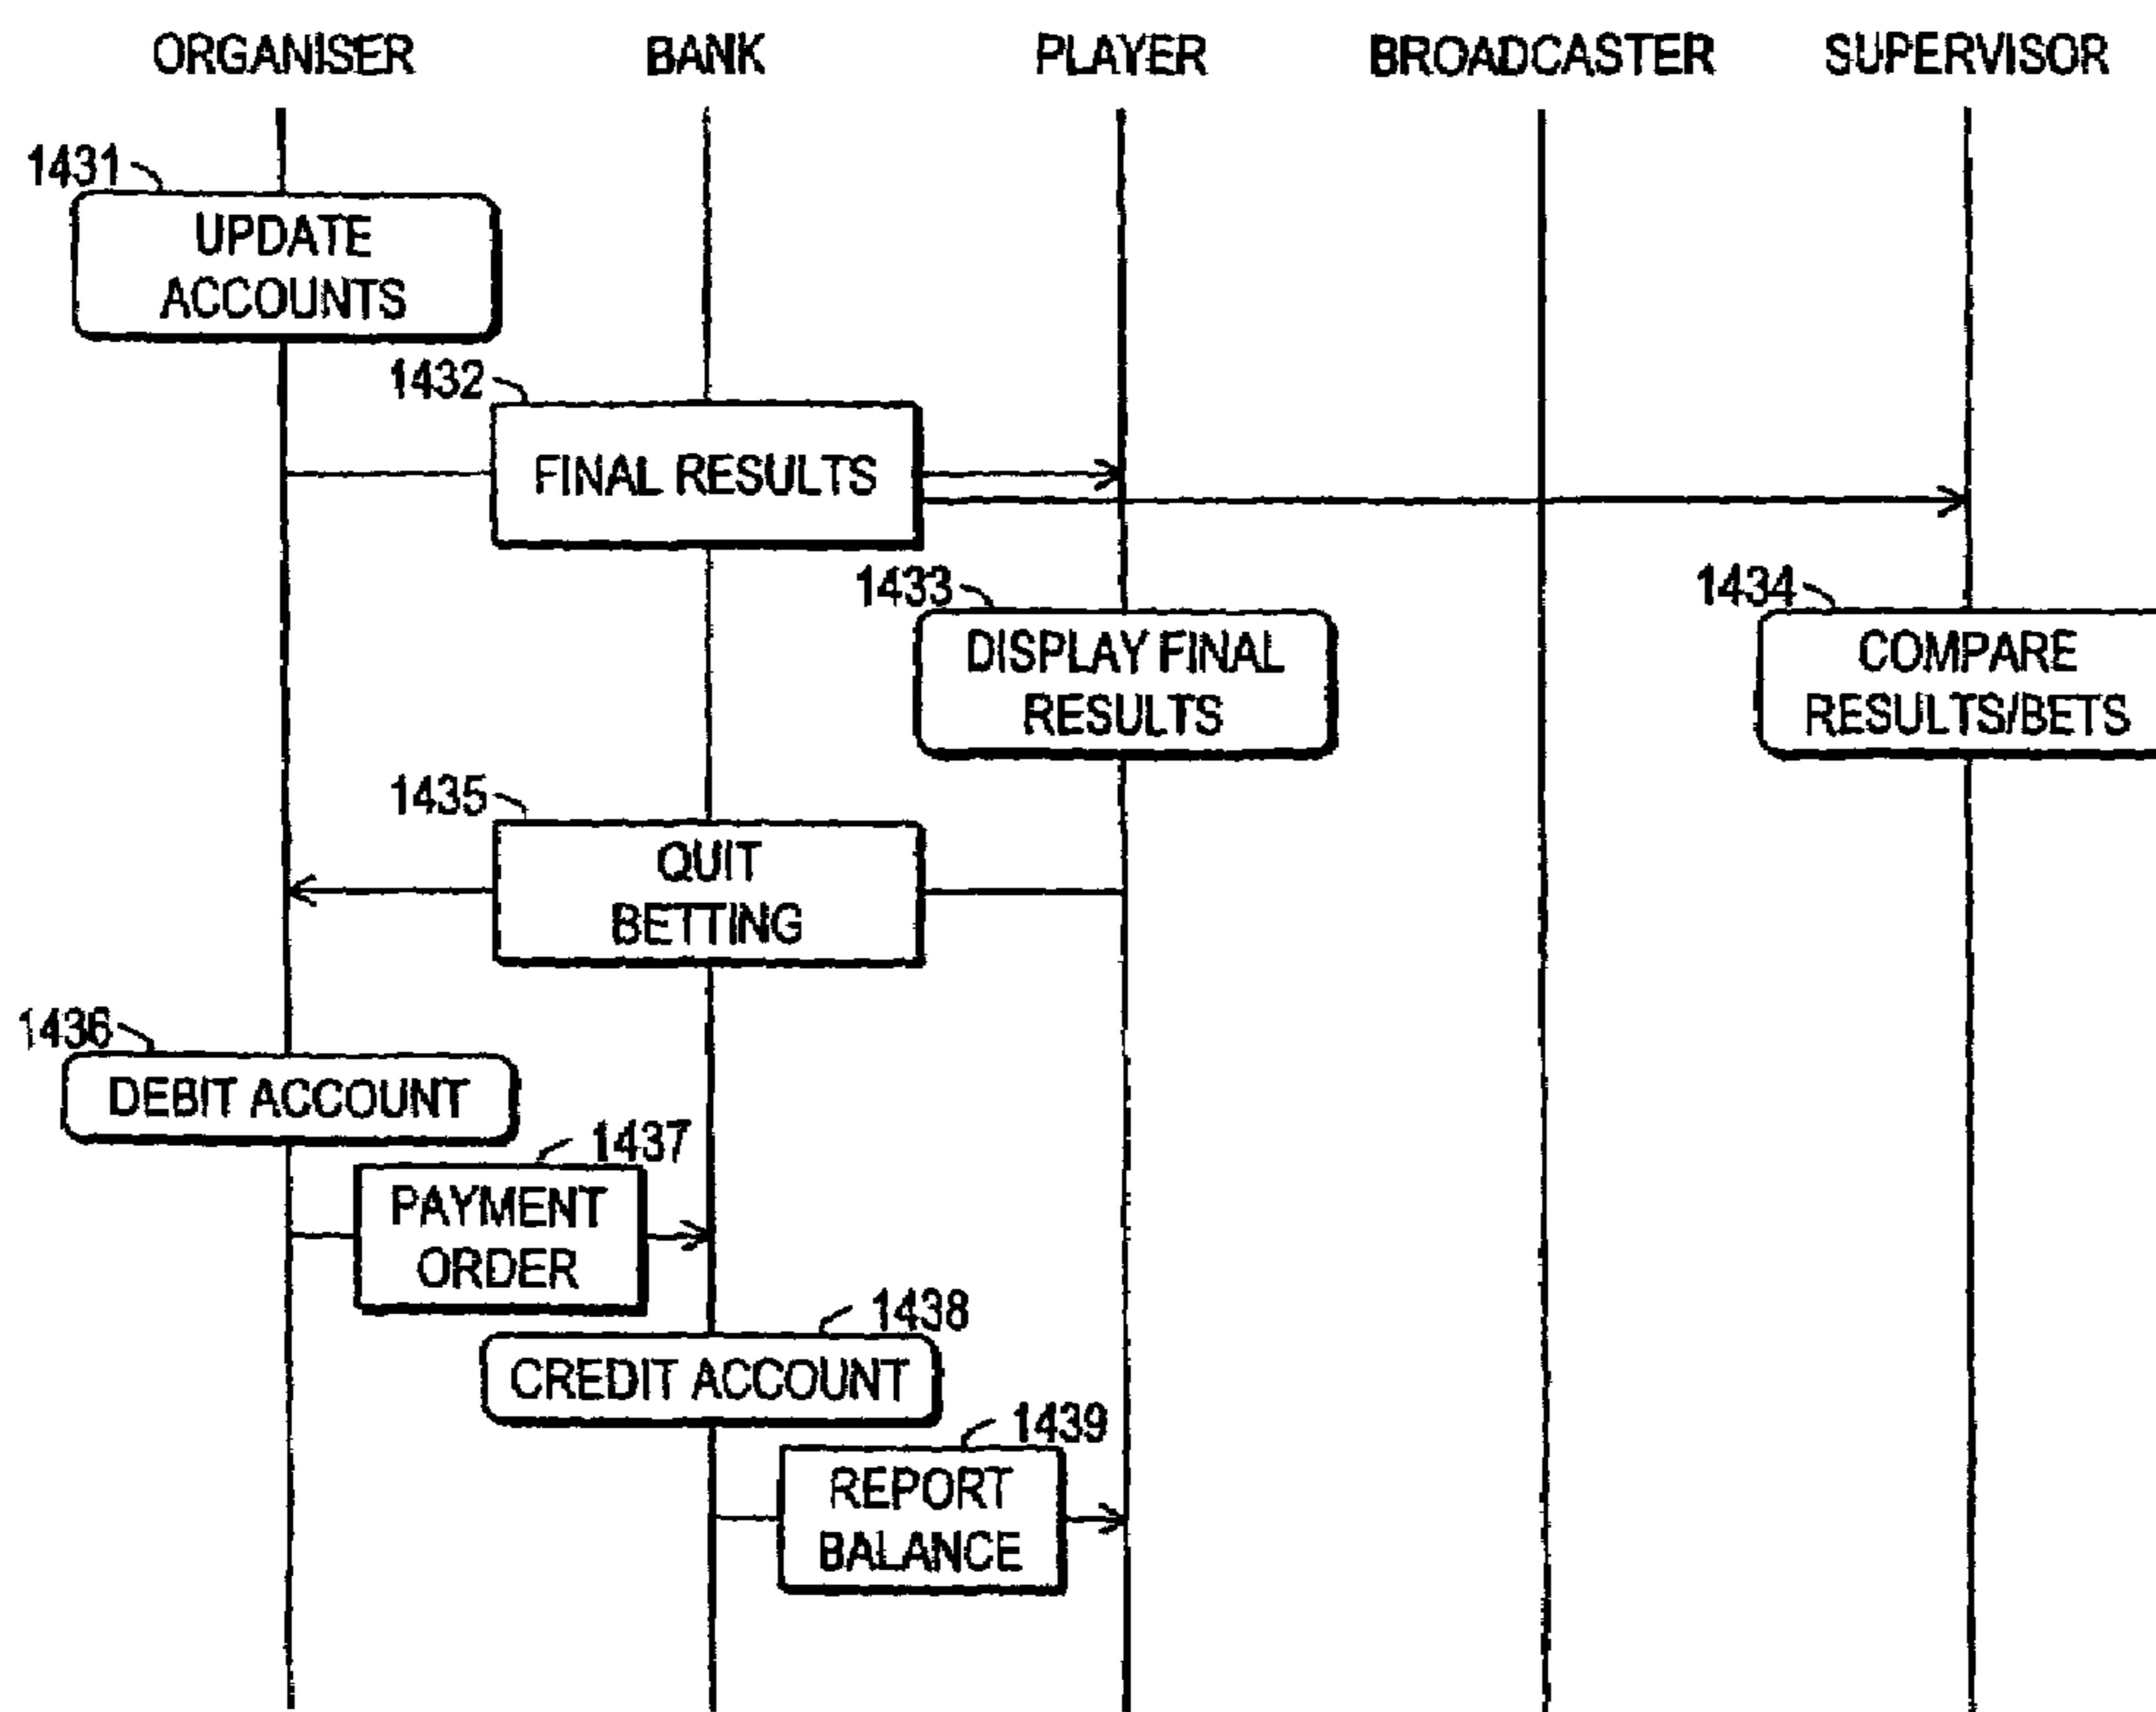 ORGANISER BANK PLAYER BROADCASTER SUPERVISOR
1431
UPDATE
ACCOUNTS
1432
FINAL RESULTS
1433
DISPLAY FINAL
RESULTS
1434
COMPARE
RESULTS/BETS
1435
QUIT
BETTING
1436
DEBIT ACCOUNT
1437
PAYMENT
ORDER
1438
CREDIT ACCOUNT
1439
REPORT
BALANCE